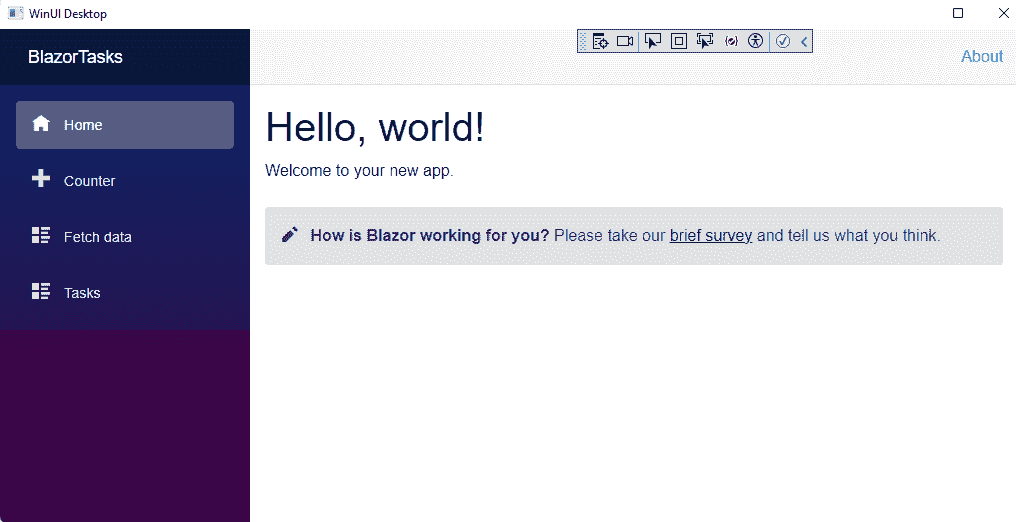 WinUI Desktop
BlazorTasks
About
Home
Counter
Fetch data
Tasks
Hello, world!
Welcome to your new app.
How is Blazor working for you? Please take our brief survey and tell us what you think.